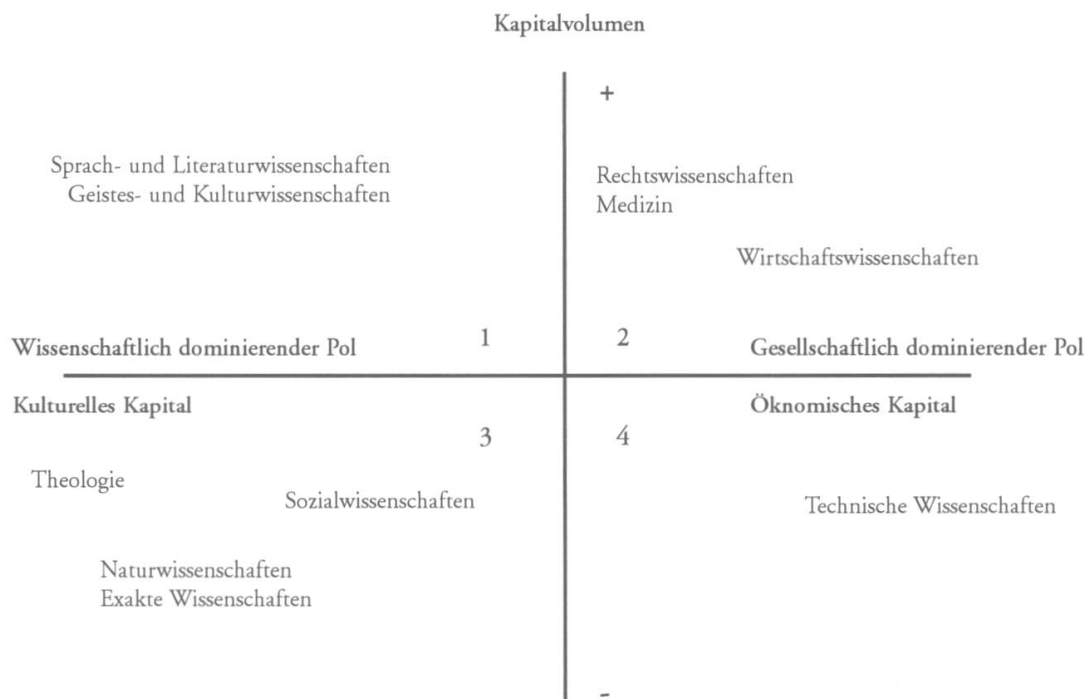 Kapitalvolumen
+
Sprach- und Literaturwissenschaften
Geistes- und Kulturwissenschaften
Rechtswissenschaften
Medizin
Wirtschaftswissenschaften
Wissenschaftlich dominierender Pol
1
2
Gesellschaftlich dominierender Pol
Kulturelles Kapital
Öknomisches Kapital
3
4
Theologie
Sozialwissenschaften
Technische Wissenschaften
Naturwissenschaften
Exakte Wissenschaften
-